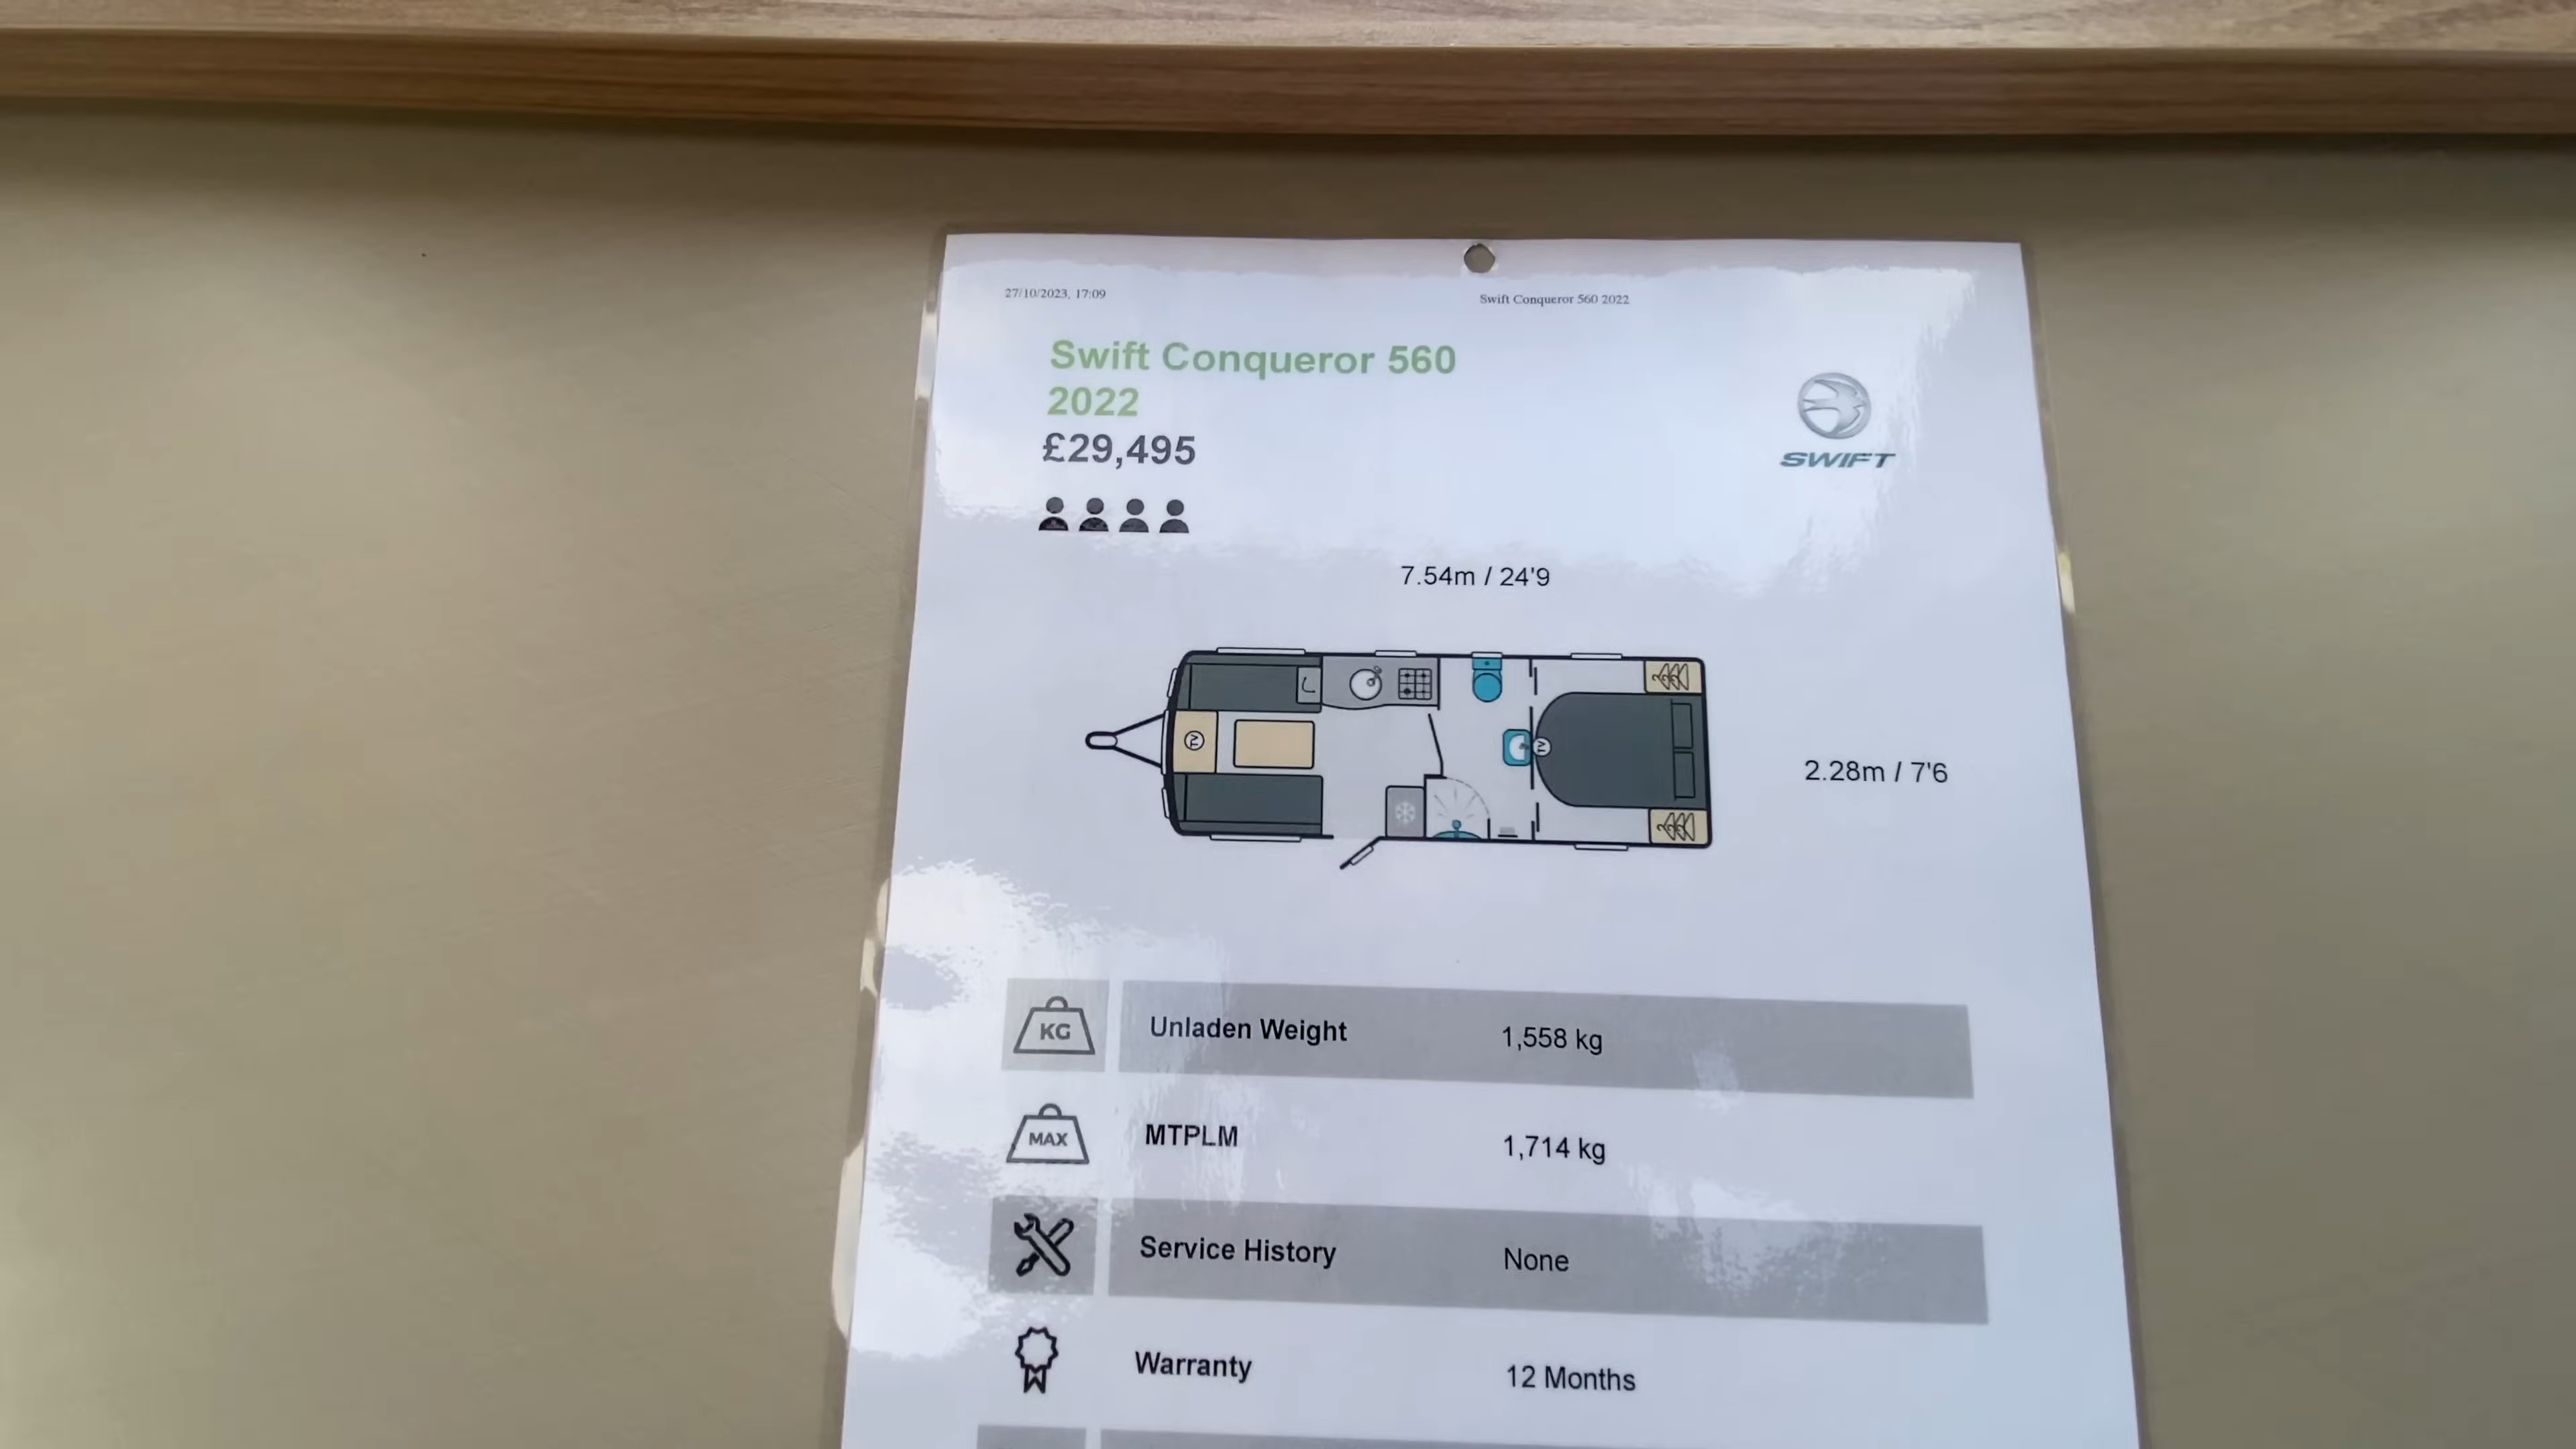 27/10/2023, 17:09
Swift Conqueror 560 2022
Swift Conqueror 560
2022
£29,495
SWIFT
7.54m / 24'9
TV
TV
2.28m / 7'6
KG
Unladen Weight
1,558 kg
MAX
MTPLM
1,714 kg
Service History
None
Warranty
12 Months